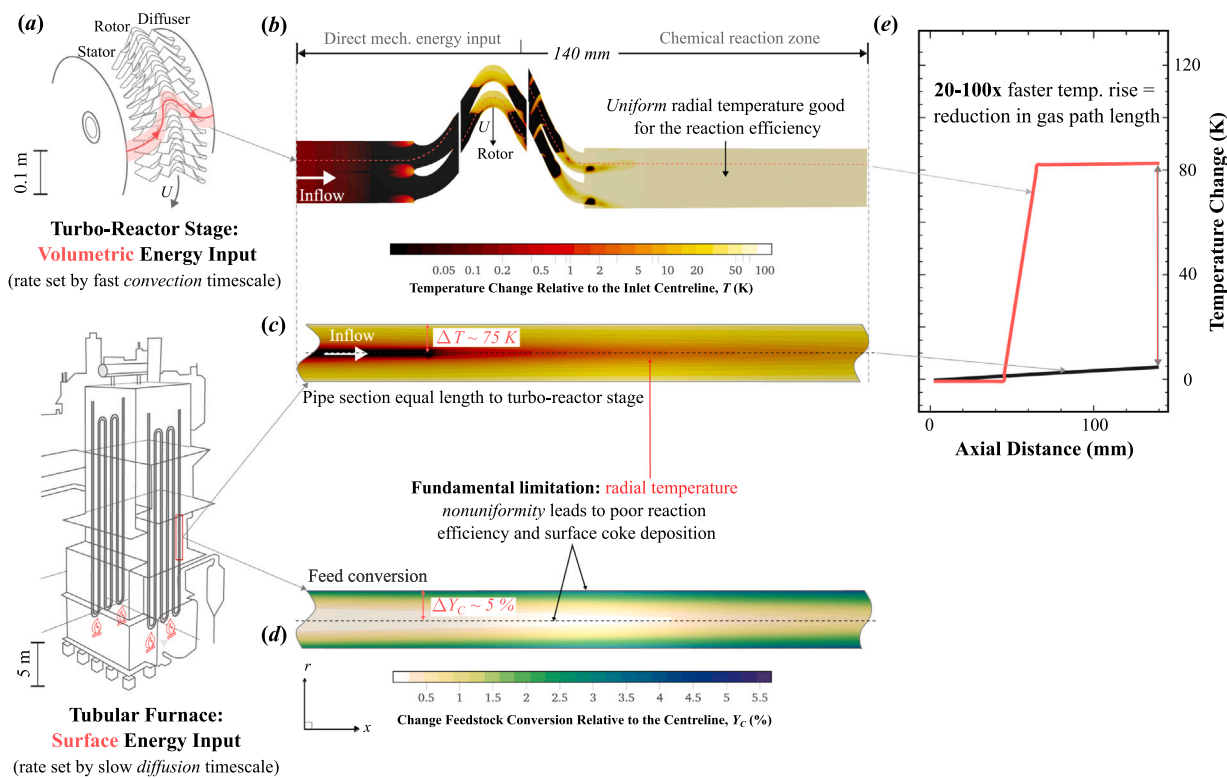 (a)
Rotor
Diffuser
Stator
0.1 m
U
Turbo-Reactor Stage:
Volumetric Energy Input
(rate set by fast convection timescale)
(b)
Direct mech. energy input
Chemical reaction zone
140 mm
Uniform radial temperature good
for the reaction efficiency
U
Rotor
Inflow
0.05 0.1 0.2 0.5 1 2 5 10 20 50 100
Temperature Change Relative to the Inlet Centreline, T (K)
(c)
Inflow
Δ T ~ 75 K
Pipe section equal length to turbo-reactor stage
Fundamental limitation: radial temperature
nonuniformity leads to poor reaction
efficiency and surface coke deposition
Feed conversion
ΔY_C ~ 5 %
(d)
r
x
0.5 1 1.5 2 2.5 3 3.5 4 4.5 5 5.5
Change Feedstock Conversion Relative to the Centreline, Y_C (%)
5 m
Tubular Furnace:
Surface Energy Input
(rate set by slow diffusion timescale)
(e)
20-100x faster temp. rise =
reduction in gas path length
120
80
40
0
Temperature Change (K)
0 100
Axial Distance (mm)